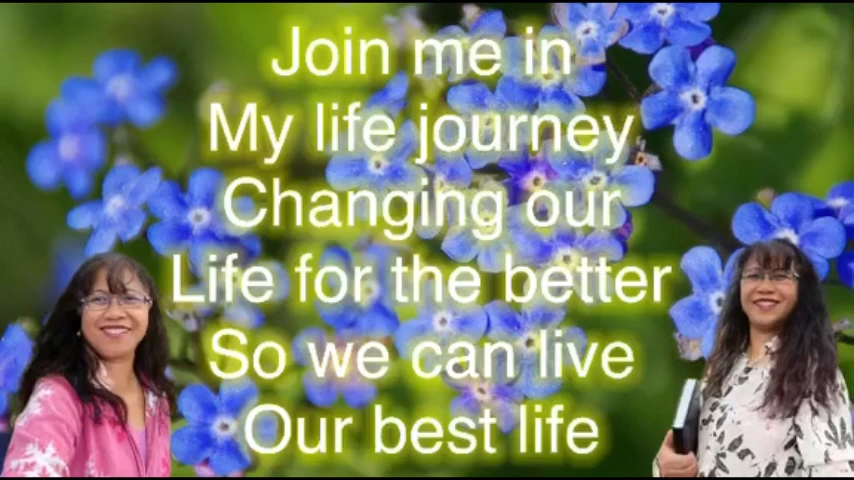 Join me in
My life journey
Changing our
Life for the better
So we can live
Our best life